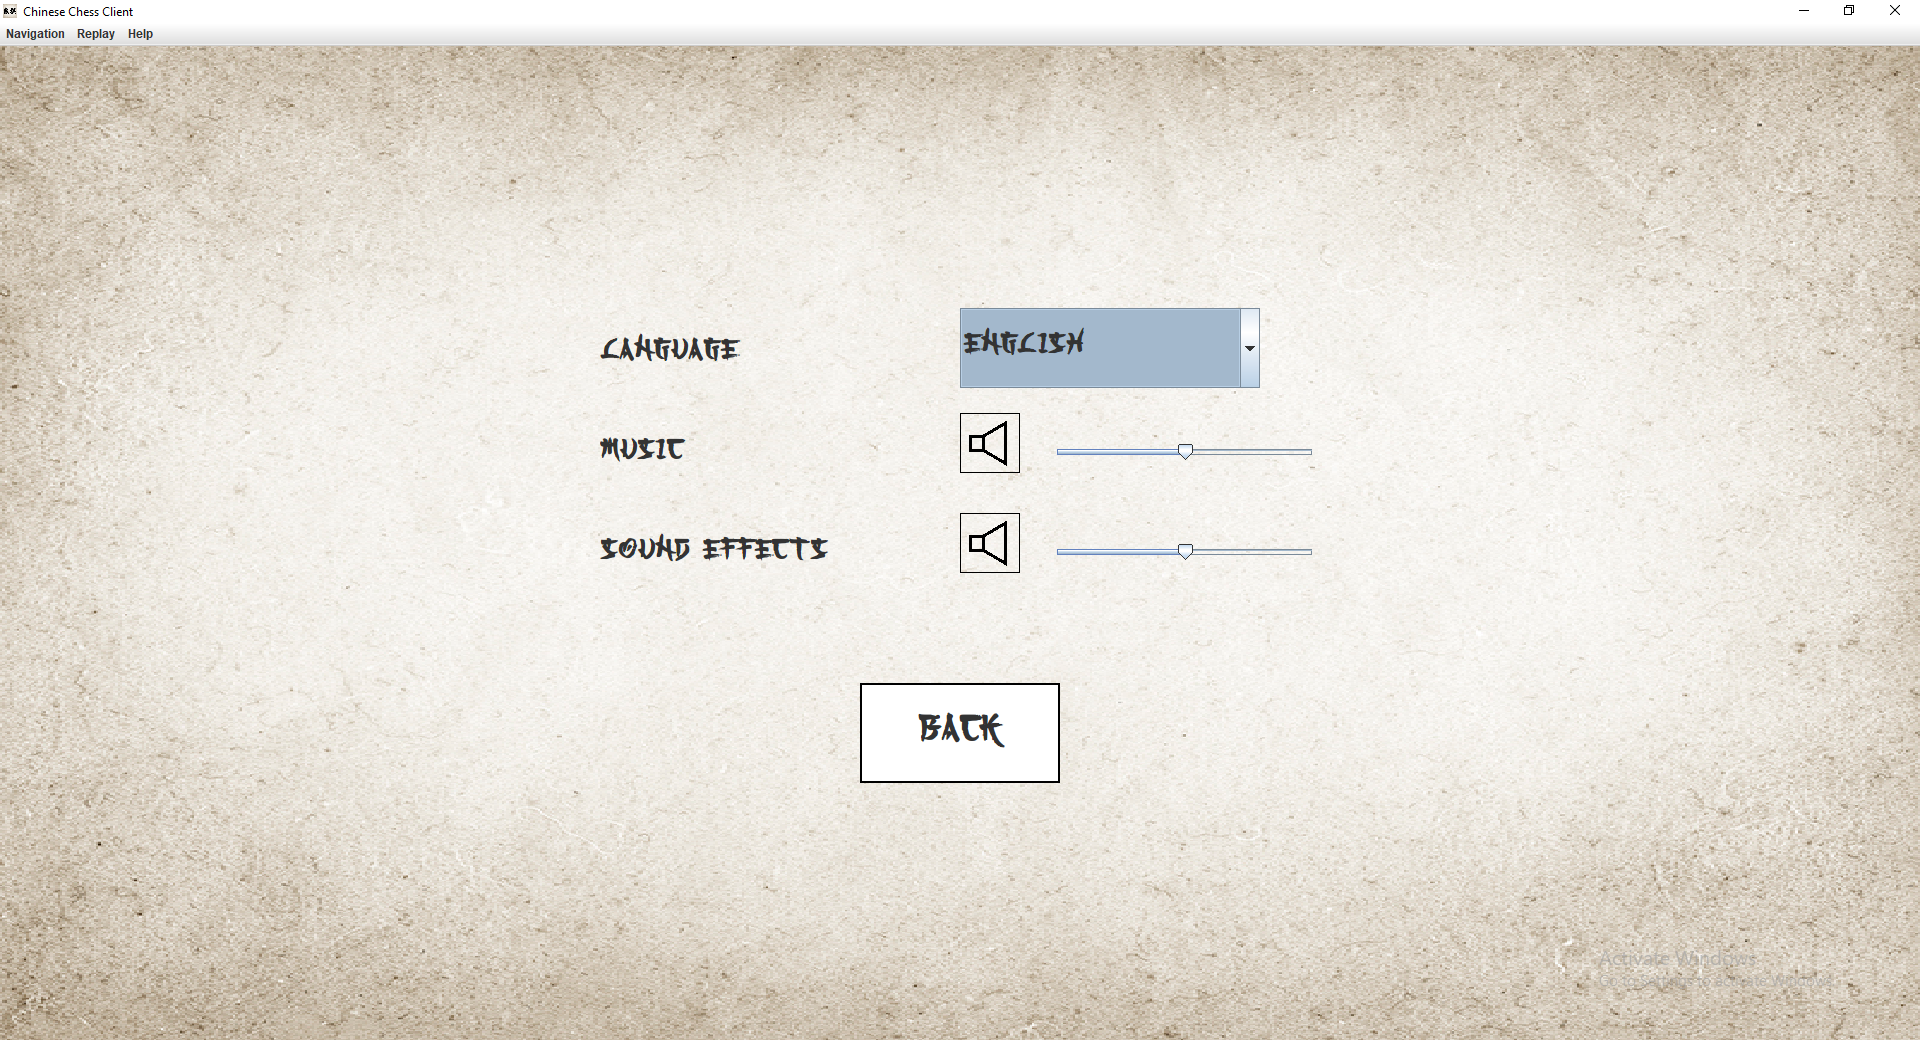 Chinese Chess Client
Navigation Replay Help
LANGUAGE
ENGLISH
MUSIC
SOUND EFFECTS
BACK
Activate Windows
Go to Settings to activate Windows.